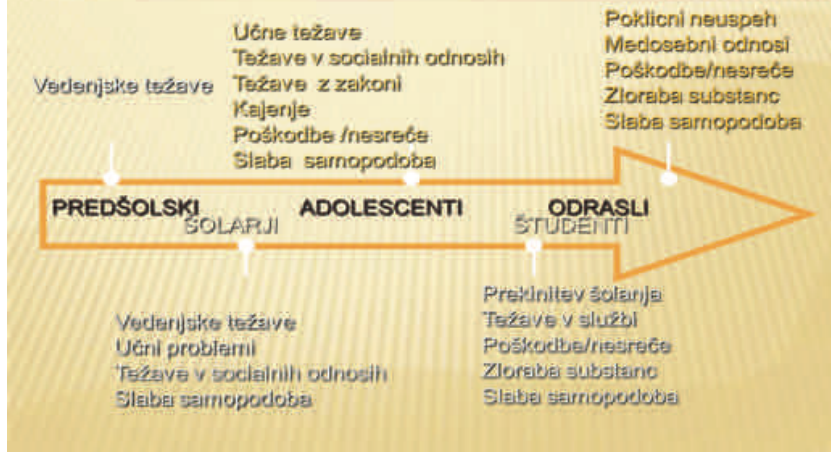 Vedenjske težave
Učne težave
Težave v socialnih odnosih
Težave z zakoni
Kajenje
Poškodbe /nesreče
Slaba samopodoba
Poklicni neuspeh
Medosebni odnosi
Poškodbe/nesreče
Zloraba substanc
Slaba samopodoba
PREDŠOLSKI
ŠOLARJI
ADOLESCENTI
ŠTUDENTI
ODRASLI
Vedenjske težave
Učni problemi
Težave v socialnih odnosih
Slaba samopodoba
Prekinitev šolanja
Težave v službi
Poškodbe/nesreče
Zloraba substanc
Slaba samopodoba